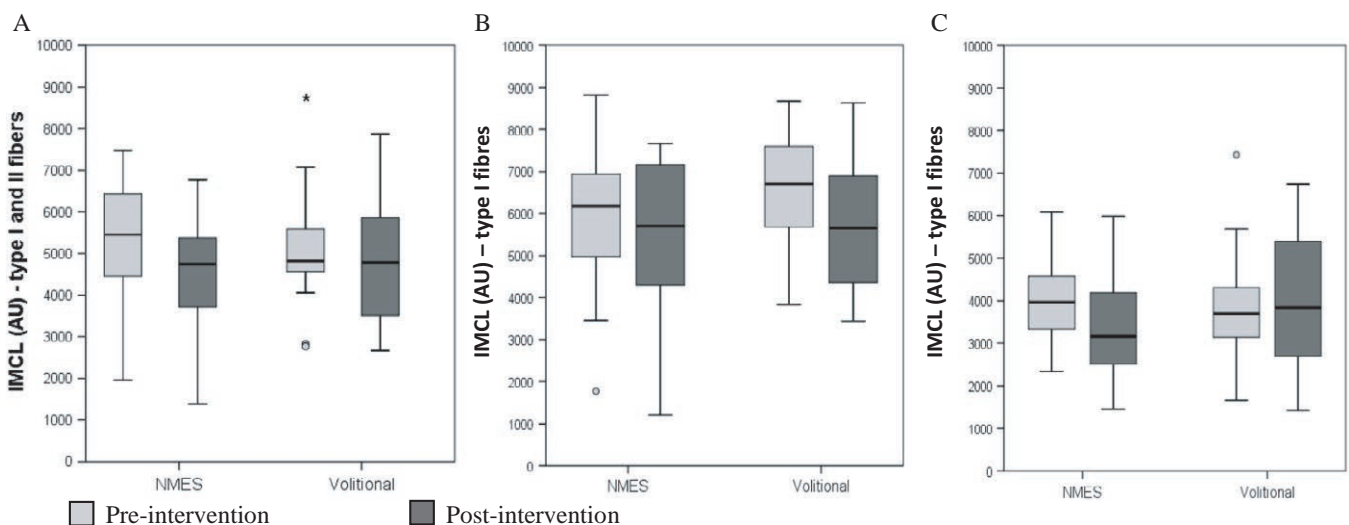 A
B
C
IMCL (AU) - type I and II fibers
10000
9000
8000
7000
6000
5000
4000
3000
2000
1000
0
*
NMES
Volitional
IMCL (AU) – type I fibres
10000
9000
8000
7000
6000
5000
4000
3000
2000
1000
0
NMES
Volitional
IMCL (AU) – type I fibres
10000
9000
8000
7000
6000
5000
4000
3000
2000
1000
0
NMES
Volitional
Pre-intervention
Post-intervention